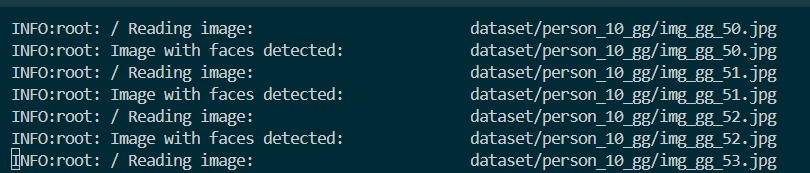 INFO:root: / Reading image: dataset/person_10_gg/img_gg_50.jpg
INFO:root: Image with faces detected: dataset/person_10_gg/img_gg_50.jpg
INFO:root: / Reading image: dataset/person_10_gg/img_gg_51.jpg
INFO:root: Image with faces detected: dataset/person_10_gg/img_gg_51.jpg
INFO:root: / Reading image: dataset/person_10_gg/img_gg_52.jpg
INFO:root: Image with faces detected: dataset/person_10_gg/img_gg_52.jpg
INFO:root: / Reading image: dataset/person_10_gg/img_gg_53.jpg